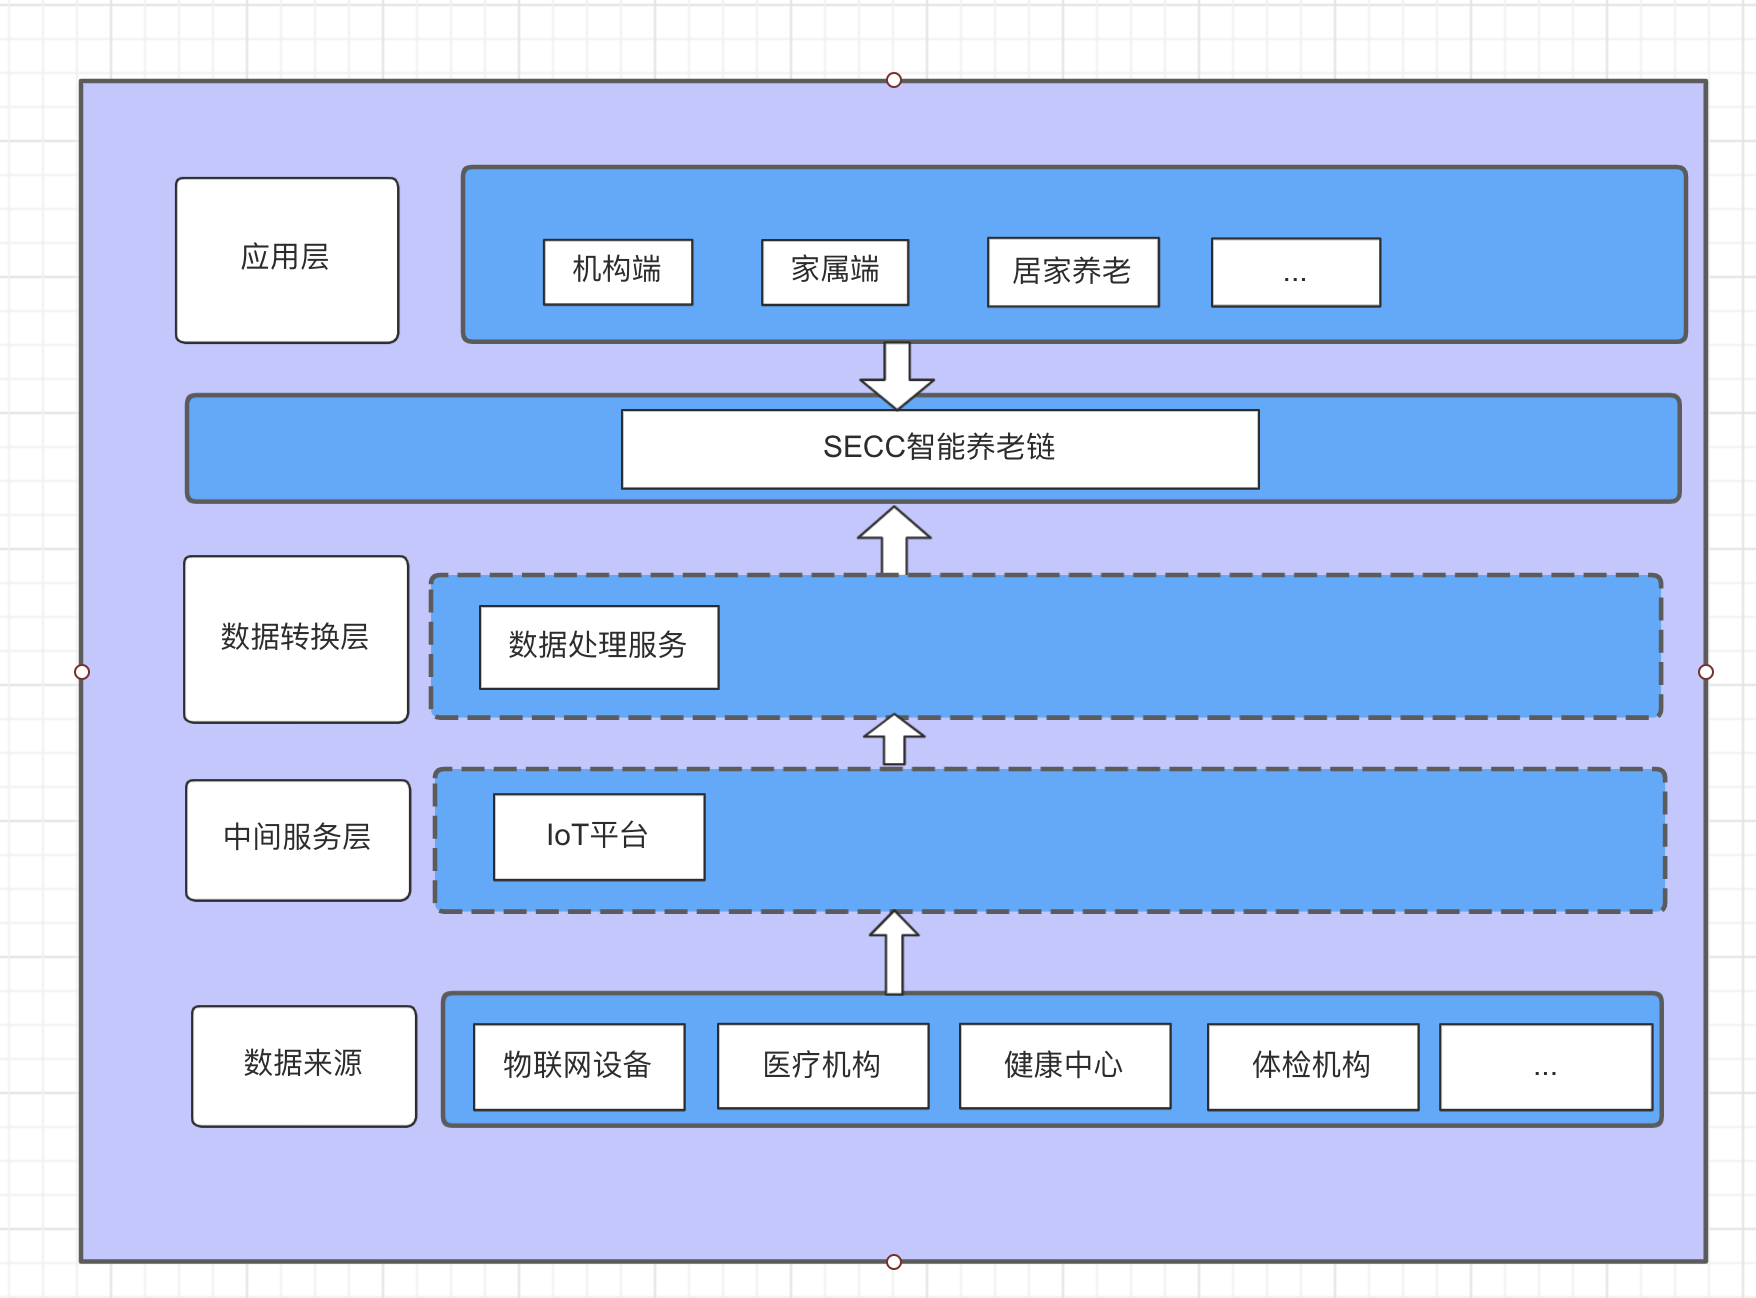 应用层
机构端
家属端
居家养老
...
SECC智能养老链
数据转换层
数据处理服务
中间服务层
IoT平台
数据来源
物联网设备
医疗机构
健康中心
体检机构
...